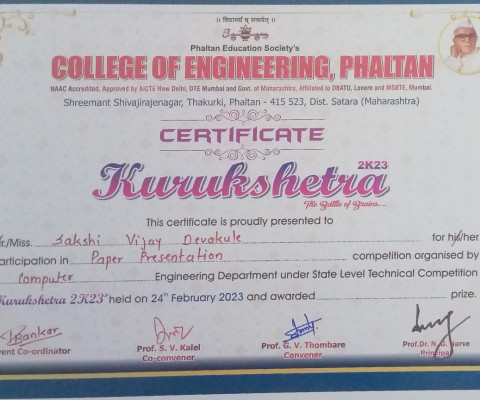 ॥ विद्यार्थ्यां मू सत्कर्मेत् ॥
Phaltan Education Society's
COLLEGE OF ENGINEERING, PHALTAN
NAAC Accredited, Approved by AICTE New Delhi, DTE Mumbai and Govt. of Maharashtra, Affiliated to DBATU, Lonere and MSBTE, Mumbai.
Shreemant Shivajirajenagar, Thakurki, Phaltan - 415 523, Dist. Satara (Maharashtra)
CERTIFICATE
Kurukshetra 2K23
The Battle of Brains....
This certificate is proudly presented to
r./Miss. Sakshi Vijay Devakule for his/her
articipation in Paper Presentation competition organised by
Computer Engineering Department under State Level Technical Competition
Kurukshetra 2K23" held on 24th February 2023 and awarded prize.
vent Co-ordinator
Prof. S. V. Kalel
Co-convener
Prof. G. V. Thombare
Convener
Prof.Dr. N. G. Narve
Principal